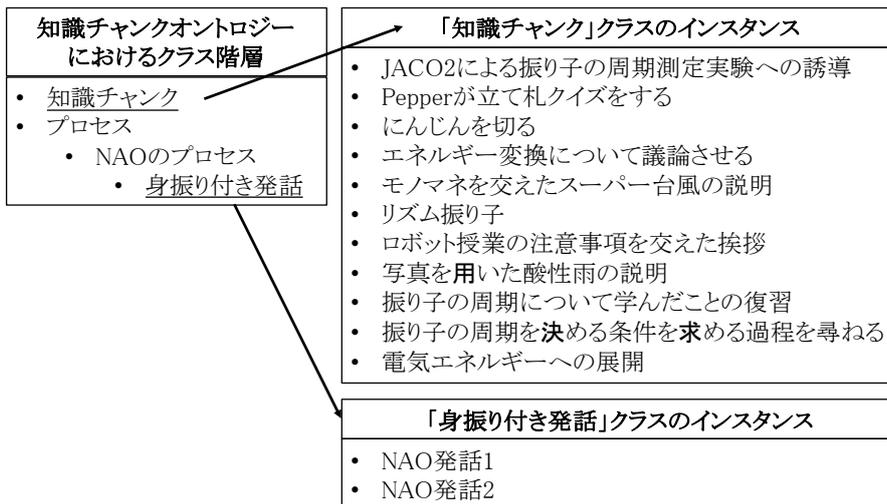 知識チャンクオントロジー
におけるクラス階層
• 知識チャンク
• プロセス
• NAOのプロセス
• 身振り付き発話
「知識チャンク」クラスのインスタンス
• JACO2による振り子の周期測定実験への誘導
• Pepperが立て札クイズをする
• にんじんを切る
• エネルギー変換について議論させる
• モノマネを交えたスーパー台風の説明
• リズム振り子
• ロボット授業の注意事項を交えた挨拶
• 写真を用いた酸性雨の説明
• 振り子の周期について学んだことの復習
• 振り子の周期を決める条件を求める過程を尋ねる
• 電気エネルギーへの展開
「身振り付き発話」クラスのインスタンス
• NAO発話1
• NAO発話2